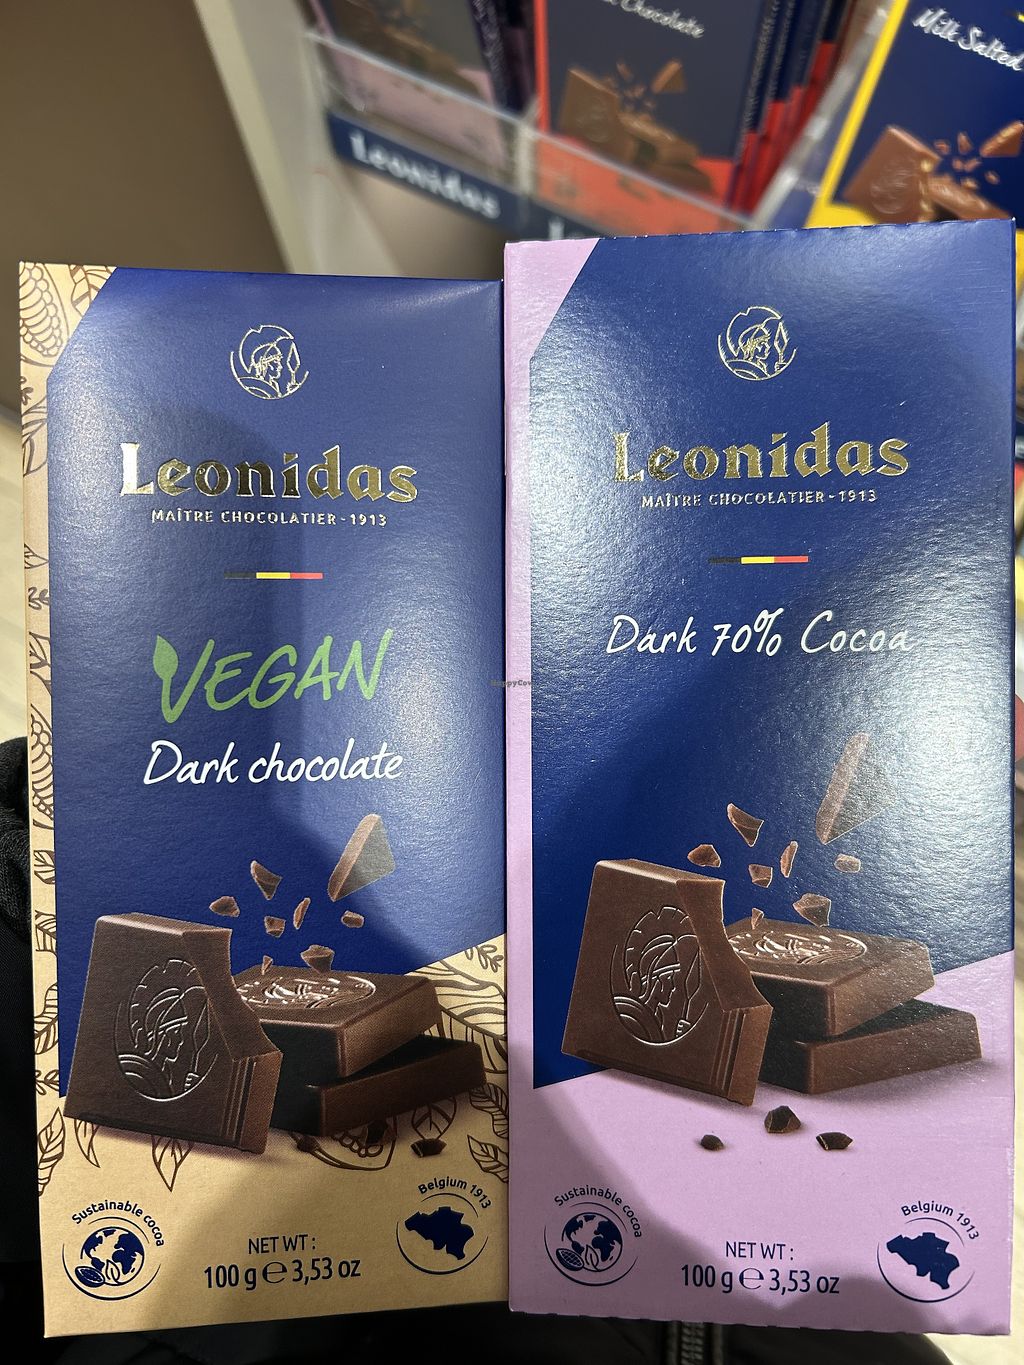 Chocolate
Milk Salted
Leonidas
Leonidas
MAÎTRE CHOCOLATIER - 1913
VEGAN
Dark chocolate
Sustainable cocoa
NET WT :
100 g ℮ 3,53 oz
Belgium 1913
Leonidas
MAÎTRE CHOCOLATIER - 1913
Dark 70% Cocoa
Sustainable cocoa
NET WT :
100 g ℮ 3,53 oz
Belgium 1913